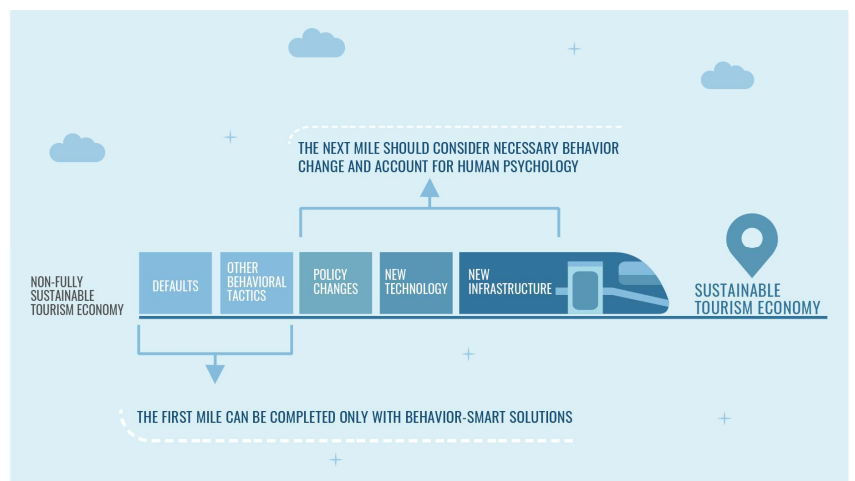 THE NEXT MILE SHOULD CONSIDER NECESSARY BEHAVIOR
CHANGE AND ACCOUNT FOR HUMAN PSYCHOLOGY
NON-FULLY
SUSTAINABLE
TOURISM ECONOMY
DEFAULTS
OTHER
BEHAVIORAL
TACTICS
POLICY
CHANGES
NEW
TECHNOLOGY
NEW
INFRASTRUCTURE
SUSTAINABLE
TOURISM ECONOMY
THE FIRST MILE CAN BE COMPLETED ONLY WITH BEHAVIOR-SMART SOLUTIONS